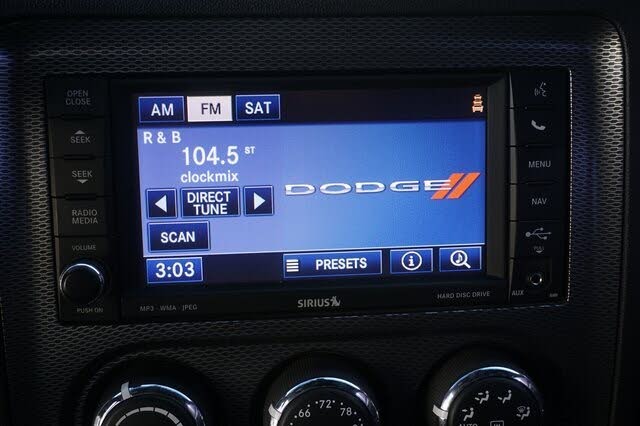 OPEN
CLOSE
SEEK
SEEK
RADIO
MEDIA
VOLUME
PUSH ON
AM FM SAT
R & B
104.5 ST
clockmix
DIRECT
TUNE
SCAN
3:03
PRESETS
DODGE
MENU
NAV
PULL
AUX
MP3 · WMA · JPEG
SIRIUS
HARD DISC DRIVE
66 72 78